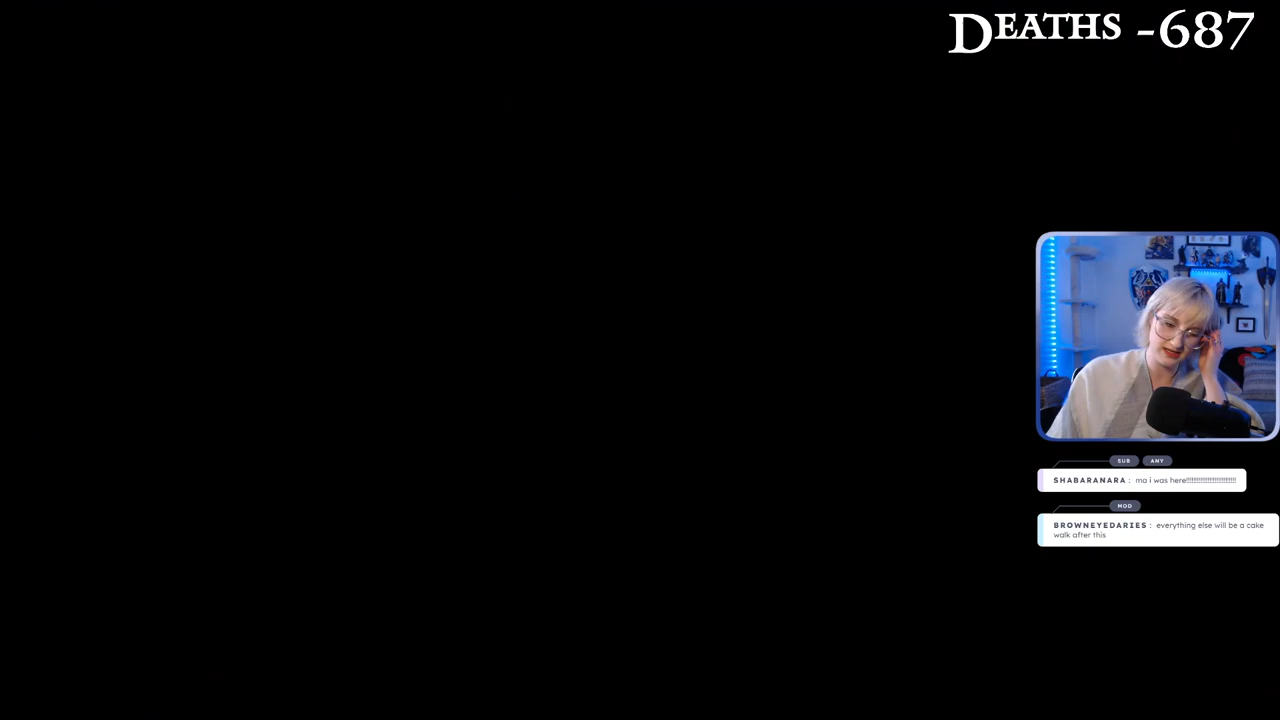 DEATHS -687
SUB ANY
SHABARANARA : ma i was here!!!!!!!!!!!!!!!!!!!!!!!!!!!
MOD
BROWNEYEDARIES : everything else will be a cake
walk after this